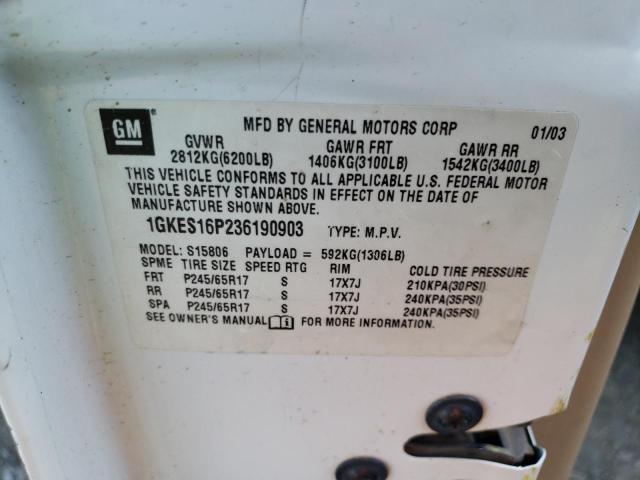 GM
MFD BY GENERAL MOTORS CORP 01/03
GVWR GAWR FRT GAWR RR
2812KG(6200LB) 1406KG(3100LB) 1542KG(3400LB)
THIS VEHICLE CONFORMS TO ALL APPLICABLE U.S. FEDERAL MOTOR
VEHICLE SAFETY STANDARDS IN EFFECT ON THE DATE OF
MANUFACTURE SHOWN ABOVE.
1GKES16P236190903 TYPE: M.P.V.
MODEL: S15806 PAYLOAD = 592KG(1306LB)
SPME TIRE SIZE SPEED RTG RIM COLD TIRE PRESSURE
FRT P245/65R17 S 17X7J 210KPA(30PSI)
RR P245/65R17 S 17X7J 240KPA(35PSI)
SPA P245/65R17 S 17X7J 240KPA(35PSI)
SEE OWNER'S MANUAL FOR MORE INFORMATION